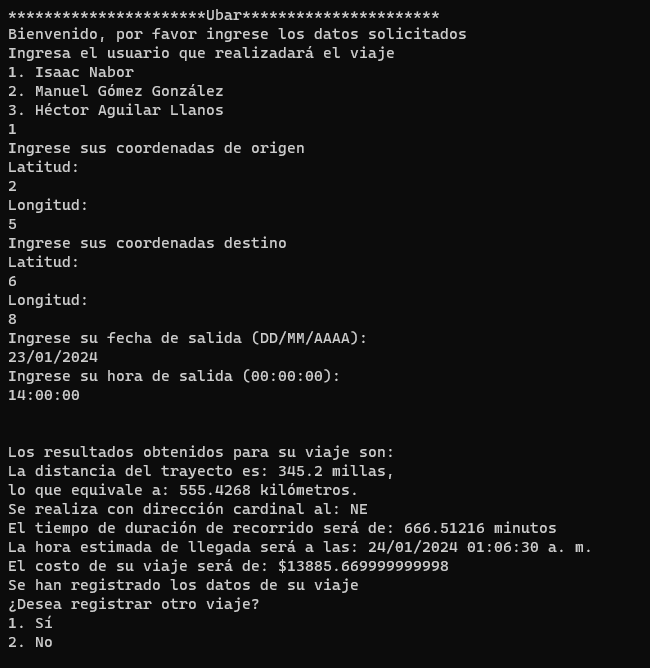 **********************Ubar**********************
Bienvenido, por favor ingrese los datos solicitados
Ingresa el usuario que realizadará el viaje
1. Isaac Nabor
2. Manuel Gómez González
3. Héctor Aguilar Llanos
1
Ingrese sus coordenadas de origen
Latitud:
2
Longitud:
5
Ingrese sus coordenadas destino
Latitud:
6
Longitud:
8
Ingrese su fecha de salida (DD/MM/AAAA):
23/01/2024
Ingrese su hora de salida (00:00:00):
14:00:00
Los resultados obtenidos para su viaje son:
La distancia del trayecto es: 345.2 millas,
lo que equivale a: 555.4268 kilómetros.
Se realiza con dirección cardinal al: NE
El tiempo de duración de recorrido será de: 666.51216 minutos
La hora estimada de llegada será a las: 24/01/2024 01:06:30 a. m.
El costo de su viaje será de: $13885.669999999998
Se han registrado los datos de su viaje
¿Desea registrar otro viaje?
1. Sí
2. No